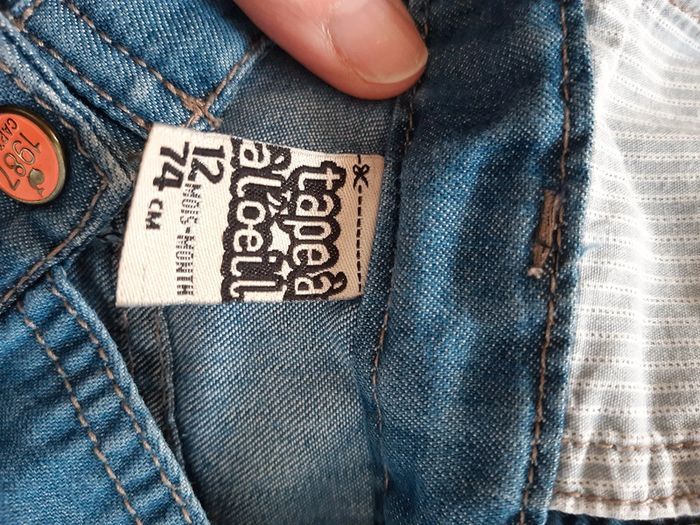 tape à
a l'oeil
12
MOIS-MONTH
74 CM
1987